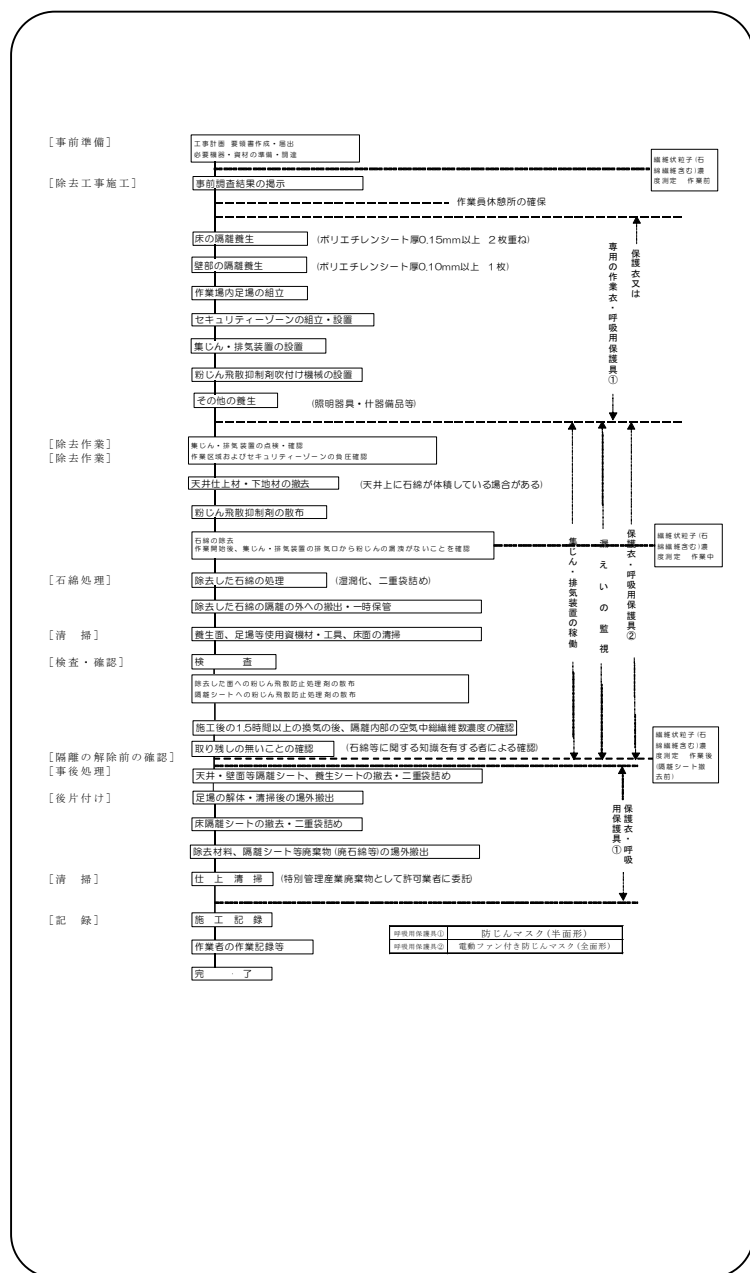 [事前準備]
工事計画 要領書作成・届出
必要機器・資材の準備・調達
繊維状粒子(石
綿繊維含む)濃
度測定 作業前
[除去工事施工]
事前調査結果の掲示
作業員休憩所の確保
床の隔離養生 (ポリエチレンシート厚0.15mm以上 2枚重ね)
壁部の隔離養生 (ポリエチレンシート厚0.10mm以上 1枚)
作業場内足場の組立
セキュリティーゾーンの組立・設置
集じん・排気装置の設置
粉じん飛散抑制剤吹付け機械の設置
その他の養生 (照明器具・什器備品等)
保護衣又は
専用の作業衣・呼吸用保護具①
[除去作業]
[除去作業]
集じん・排気装置の点検・確認
作業区域およびセキュリティーゾーンの負圧確認
天井仕上材・下地材の撤去 (天井上に石綿が体積している場合がある)
粉じん飛散抑制剤の散布
石綿の除去
作業開始後、集じん・排気装置の排気口から粉じんの漏洩がないことを確認
繊維状粒子(石
綿繊維含む)濃
度測定 作業中
集じん・排気装置の稼働
漏えいの監視
保護衣・呼吸用保護具②
[石綿処理]
除去した石綿の処理 (湿潤化、二重袋詰め)
除去した石綿の隔離の外への搬出・一時保管
[清 掃]
養生面、足場等使用資機材・工具、床面の清掃
[検査・確認]
検 査
除去した面への粉じん飛散防止処理剤の散布
隔離シートへの粉じん飛散防止処理剤の散布
施工後の1.5時間以上の換気の後、隔離内部の空気中総繊維数濃度の確認
取り残しの無いことの確認 (石綿等に関する知識を有する者による確認)
繊維状粒子(石
綿繊維含む)濃
度測定 作業後
(隔離シート撤
去前)
[隔離の解除前の確認]
[事後処理]
天井・壁面等隔離シート、養生シートの撤去・二重袋詰め
[後片付け]
足場の解体・清掃後の場外搬出
床隔離シートの撤去・二重袋詰め
除去材料、隔離シート等廃棄物(廃石綿等)の場外搬出
保護衣・呼吸
用保護具①
[清 掃]
仕上清掃 (特別管理産業廃棄物として許可業者に委託)
[記 録]
施工記録
作業者の作業記録等
完 ・ 了
呼吸用保護具① 防じんマスク(半面形)
呼吸用保護具② 電動ファン付き防じんマスク(全面形)